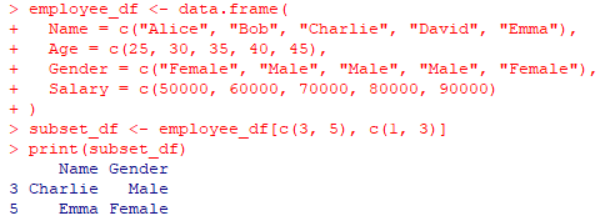 > employee_df <- data.frame(
+   Name = c("Alice", "Bob", "Charlie", "David", "Emma"),
+   Age = c(25, 30, 35, 40, 45),
+   Gender = c("Female", "Male", "Male", "Male", "Female"),
+   Salary = c(50000, 60000, 70000, 80000, 90000)
+ )
> subset_df <- employee_df[c(3, 5), c(1, 3)]
> print(subset_df)
     Name Gender
3 Charlie   Male
5    Emma Female